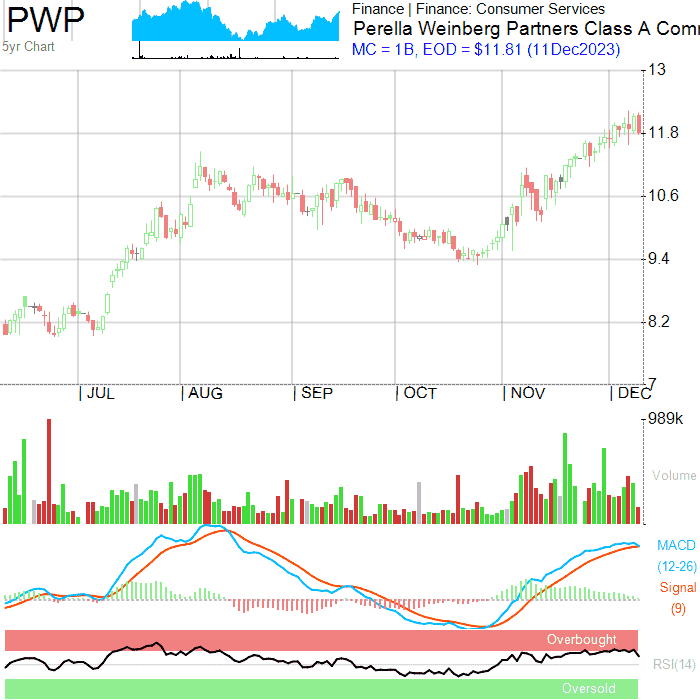 PWP
5yr Chart
Finance | Finance: Consumer Services
Perella Weinberg Partners Class A Com
MC = 1B, EOD = $11.81 (11Dec2023)
13
11.8
10.6
9.4
8.2
7
| JUL | AUG | SEP | OCT | NOV | DEC
989k
Volume
MACD
(12-26)
Signal
(9)
Overbought
RSI(14)
Oversold